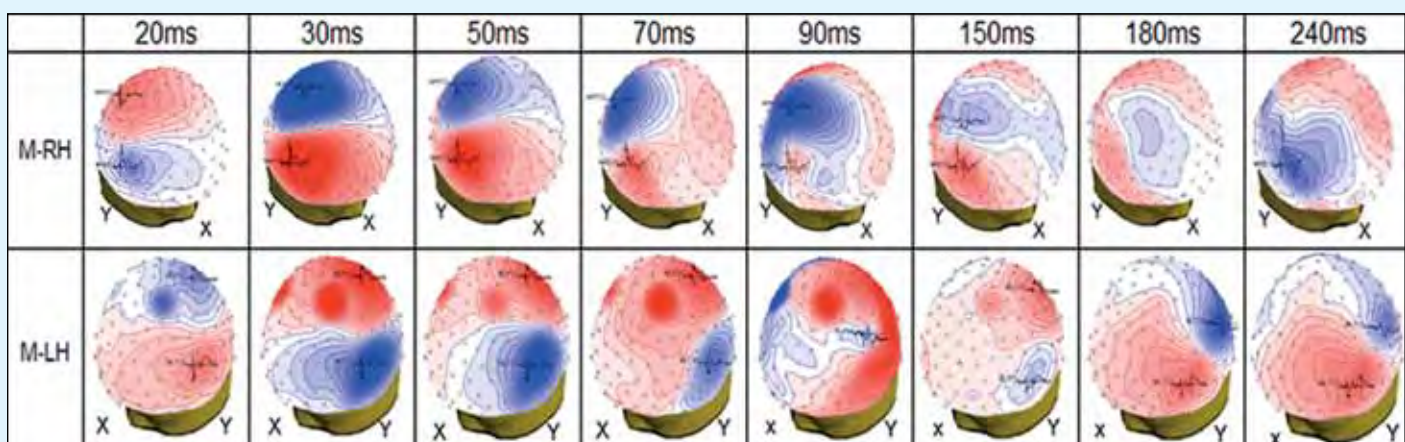 20ms 30ms 50ms 70ms 90ms 150ms 180ms 240ms
M-RH
Y X Y X Y X Y X Y X Y X Y X Y X
M-LH
X Y X Y X Y X Y X Y x Y x Y X Y